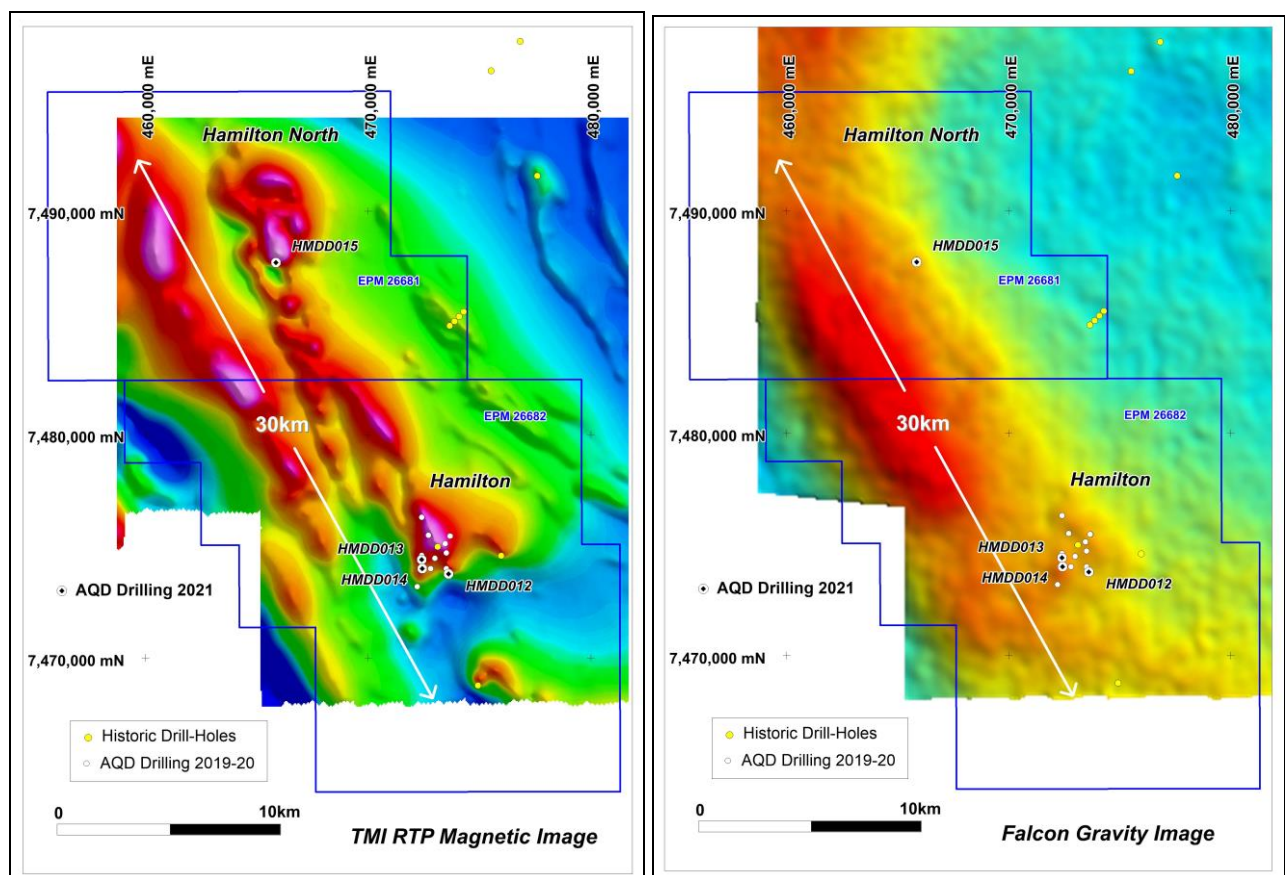 460,000 mE
470,000 mE
480,000 mE
Hamilton North
7,490,000 mN
HMDD015
EPM 26681
30km
EPM 26682
7,480,000 mN
Hamilton
HMDD013
HMDD014
HMDD012
AQD Drilling 2021
7,470,000 mN
Historic Drill-Holes
AQD Drilling 2019-20
0
10km
TMI RTP Magnetic Image
460,000 mE
470,000 mE
480,000 mE
Hamilton North
7,490,000 mN
HMDD015
EPM 26681
30km
EPM 26682
7,480,000 mN
Hamilton
HMDD013
HMDD014
HMDD012
AQD Drilling 2021
7,470,000 mN
Historic Drill-Holes
AQD Drilling 2019-20
0
10km
Falcon Gravity Image